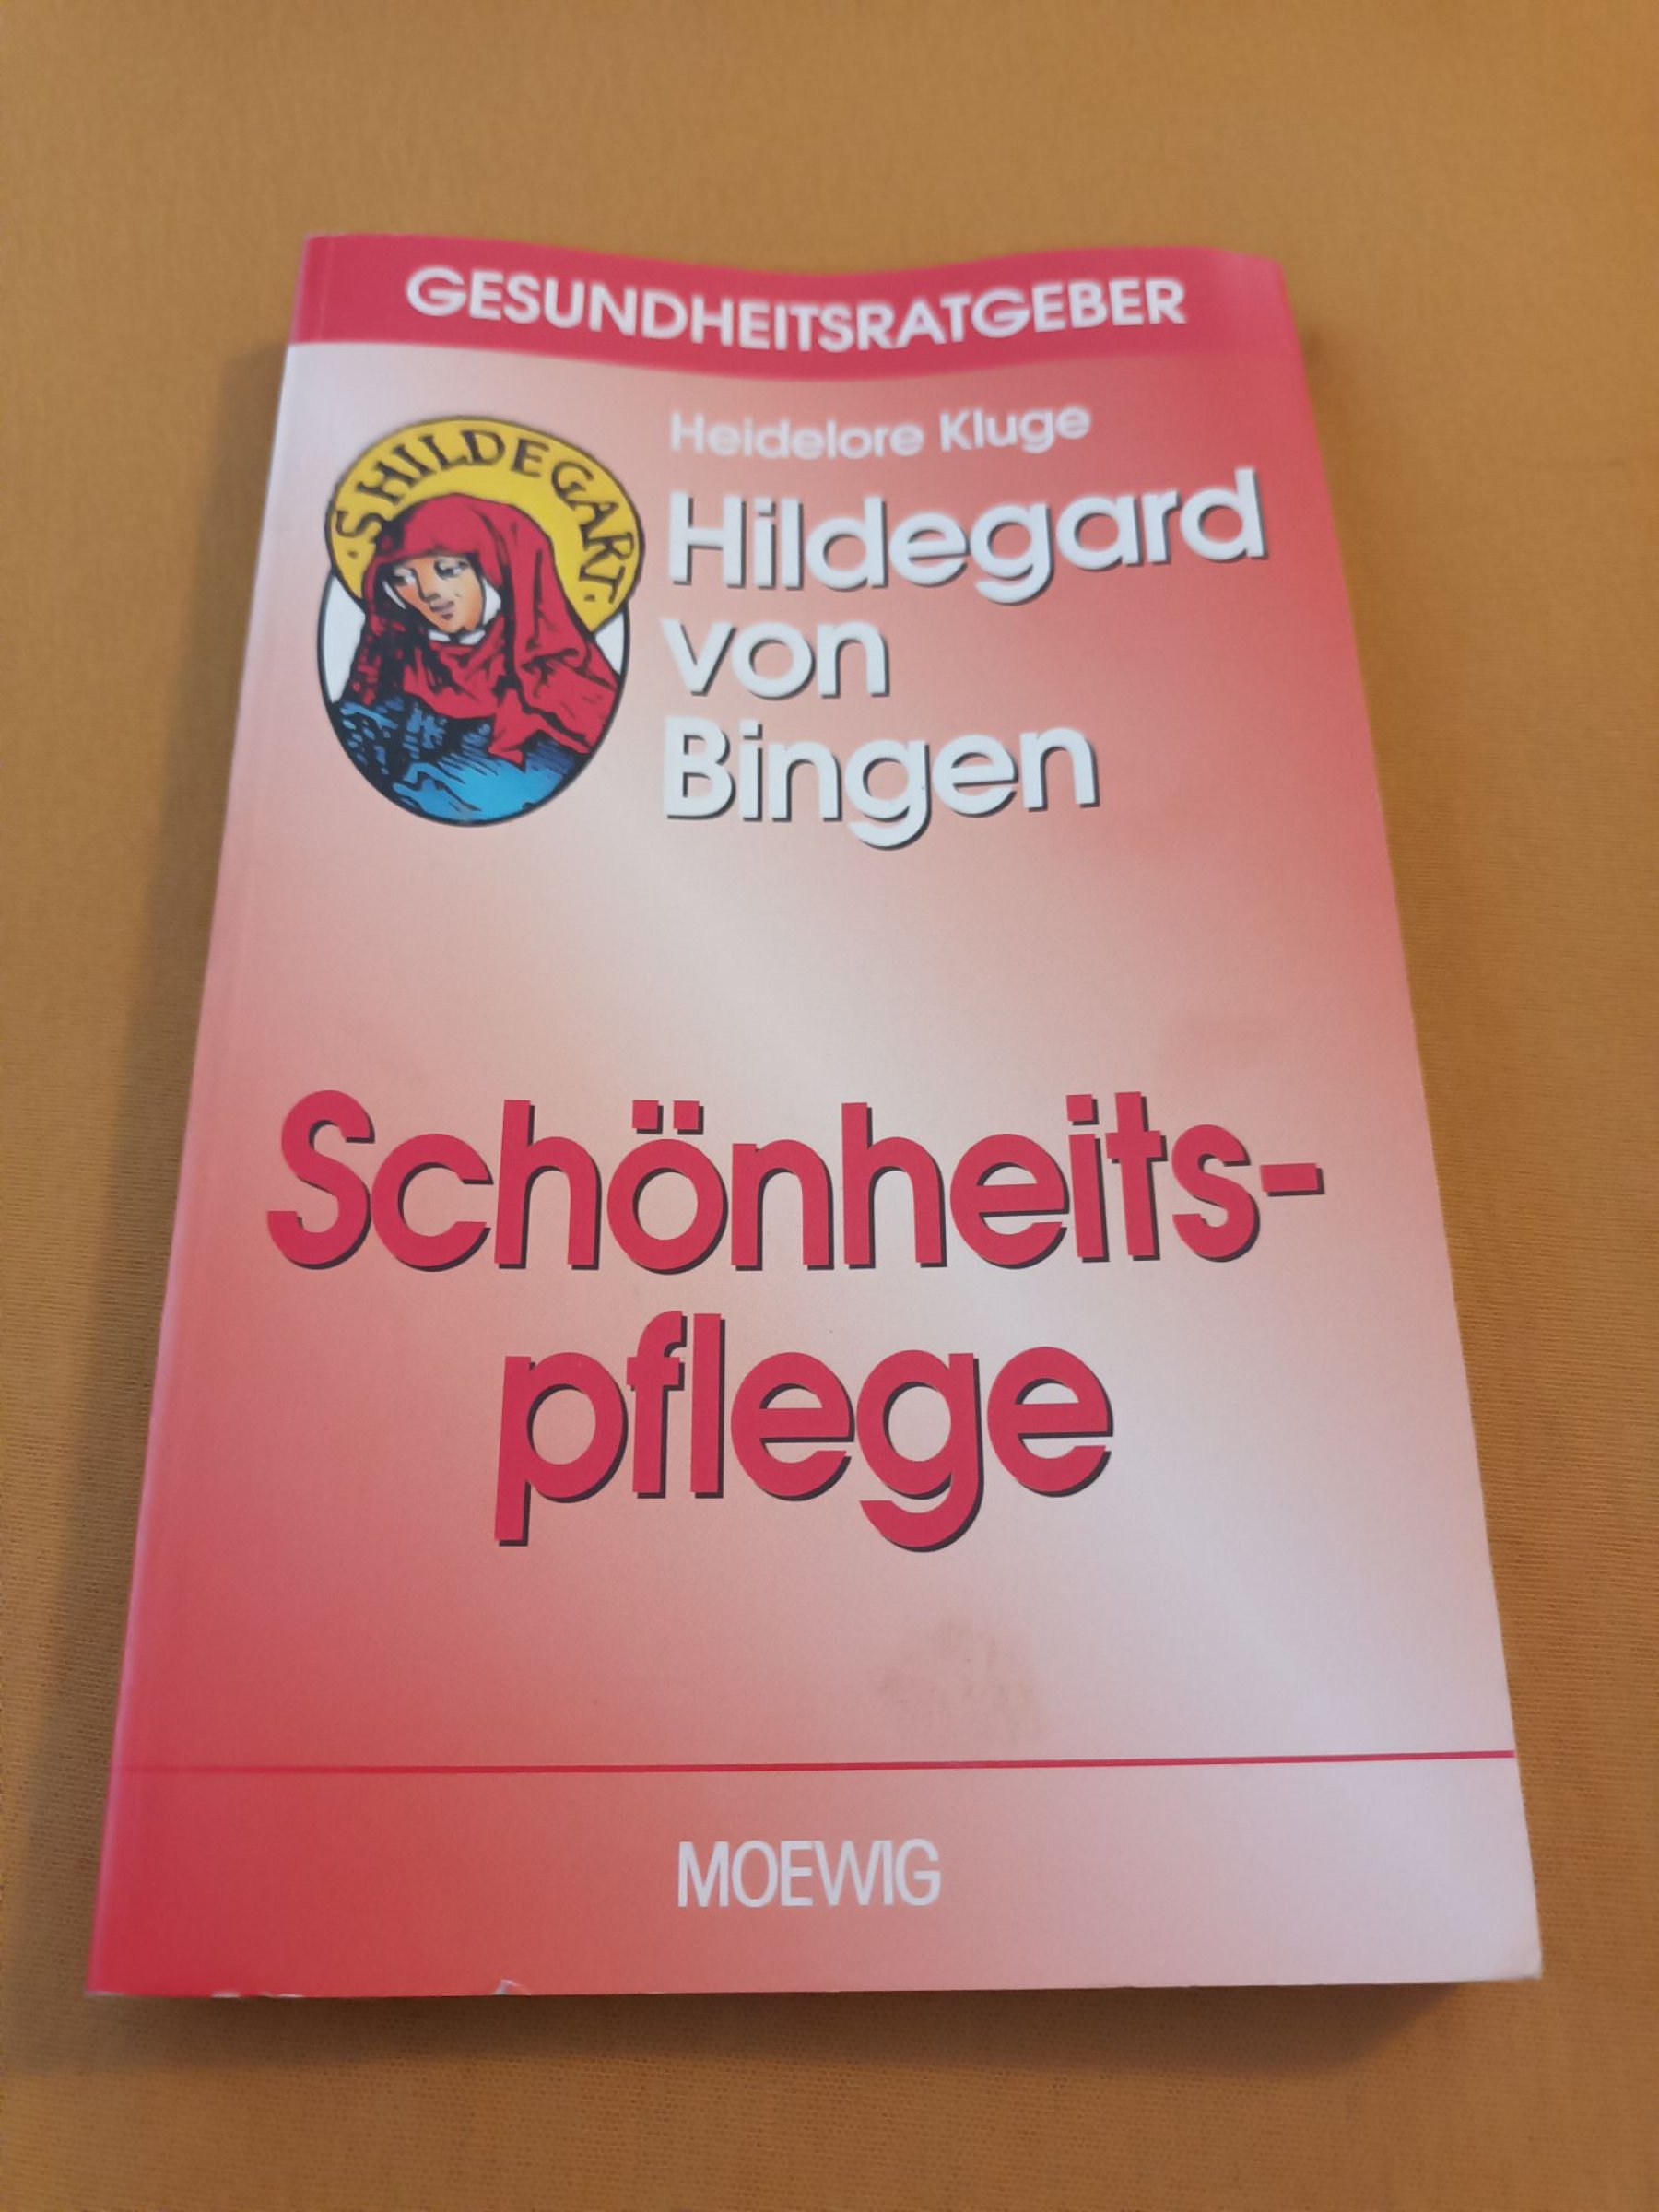 GESUNDHEITSRATGEBER
·S HILDEGART·
Heidelore Kluge
Hildegard
von
Bingen
Schönheits-
pflege
MOEWIG